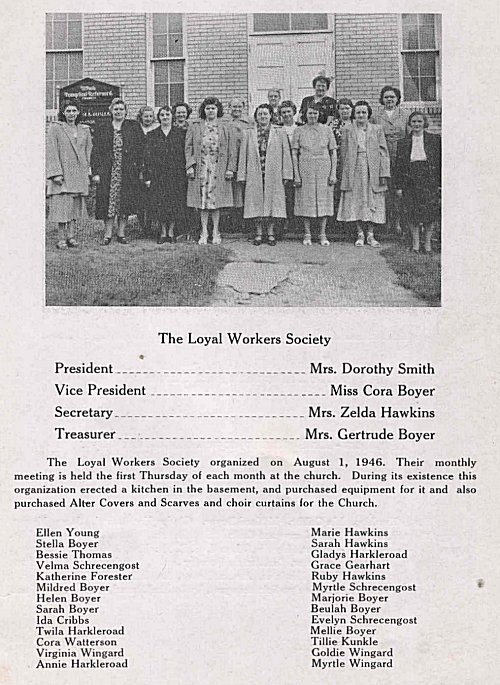 Evangelical Reformed
The Loyal Workers Society
President Mrs. Dorothy Smith
Vice President Miss Cora Boyer
Secretary Mrs. Zelda Hawkins
Treasurer Mrs. Gertrude Boyer
The Loyal Workers Society organized on August 1, 1946. Their monthly
meeting is held the first Thursday of each month at the church. During its existence this
organization erected a kitchen in the basement, and purchased equipment for it and also
purchased Alter Covers and Scarves and choir curtains for the Church.
Ellen Young
Stella Boyer
Bessie Thomas
Velma Schrecengost
Katherine Forester
Mildred Boyer
Helen Boyer
Sarah Boyer
Ida Cribbs
Twila Harkleroad
Cora Watterson
Virginia Wingard
Annie Harkleroad
Marie Hawkins
Sarah Hawkins
Gladys Harkleroad
Grace Gearhart
Ruby Hawkins
Myrtle Schrecengost
Marjorie Boyer
Beulah Boyer
Evelyn Schrecengost
Mellie Boyer
Tillie Kunkle
Goldie Wingard
Myrtle Wingard